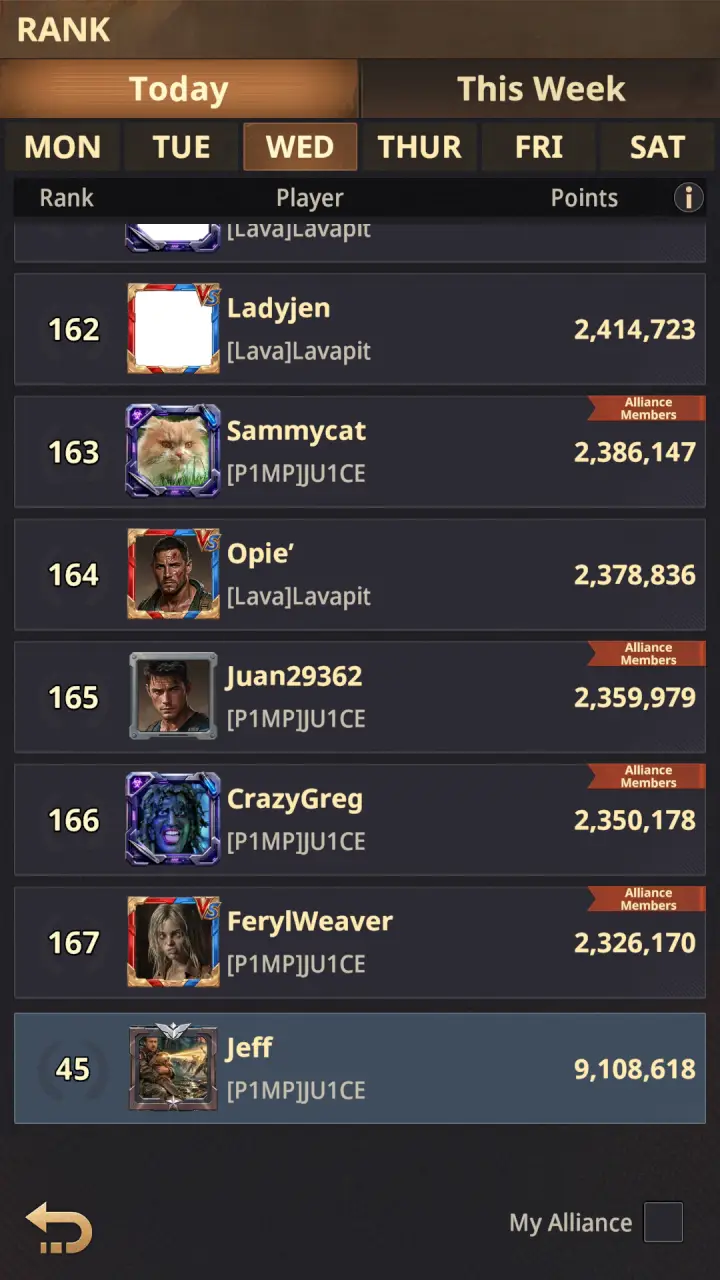 RANK
Today This Week
MON TUE WED THUR FRI SAT
Rank Player Points i
[Lava]Lavapit
162 VS Ladyjen 2,414,723
[Lava]Lavapit
Alliance Members
163 Sammycat 2,386,147
[P1MP]JU1CE
164 VS Opie’ 2,378,836
[Lava]Lavapit
Alliance Members
165 Juan29362 2,359,979
[P1MP]JU1CE
Alliance Members
166 CrazyGreg 2,350,178
[P1MP]JU1CE
Alliance Members
167 VS FerylWeaver 2,326,170
[P1MP]JU1CE
45 Jeff 9,108,618
[P1MP]JU1CE
My Alliance